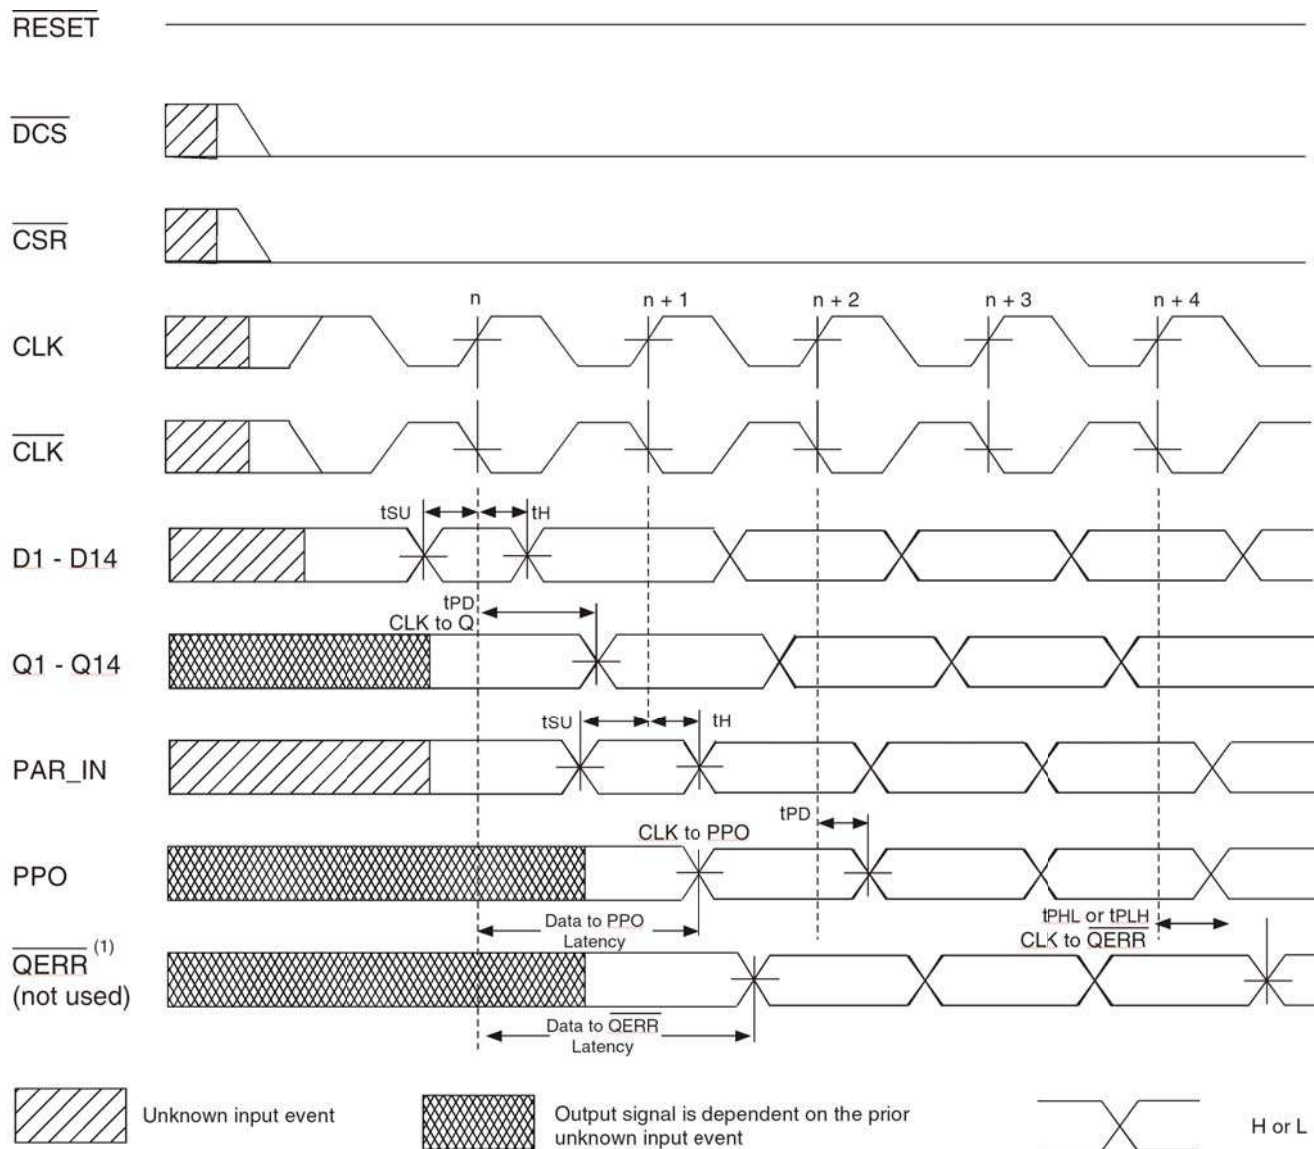 RESET
DCS
CSR
n
n + 1
n + 2
n + 3
n + 4
CLK
CLK
tSU
tH
D1 - D14
tPD
CLK to Q
Q1 - Q14
tSU
tH
PAR_IN
tPD
CLK to PPO
PPO
Data to PPO
Latency
tPHL or tPLH
CLK to QERR
QERR (1)
(not used)
Data to QERR
Latency
Unknown input event
Output signal is dependent on the prior
unknown input event
H or L